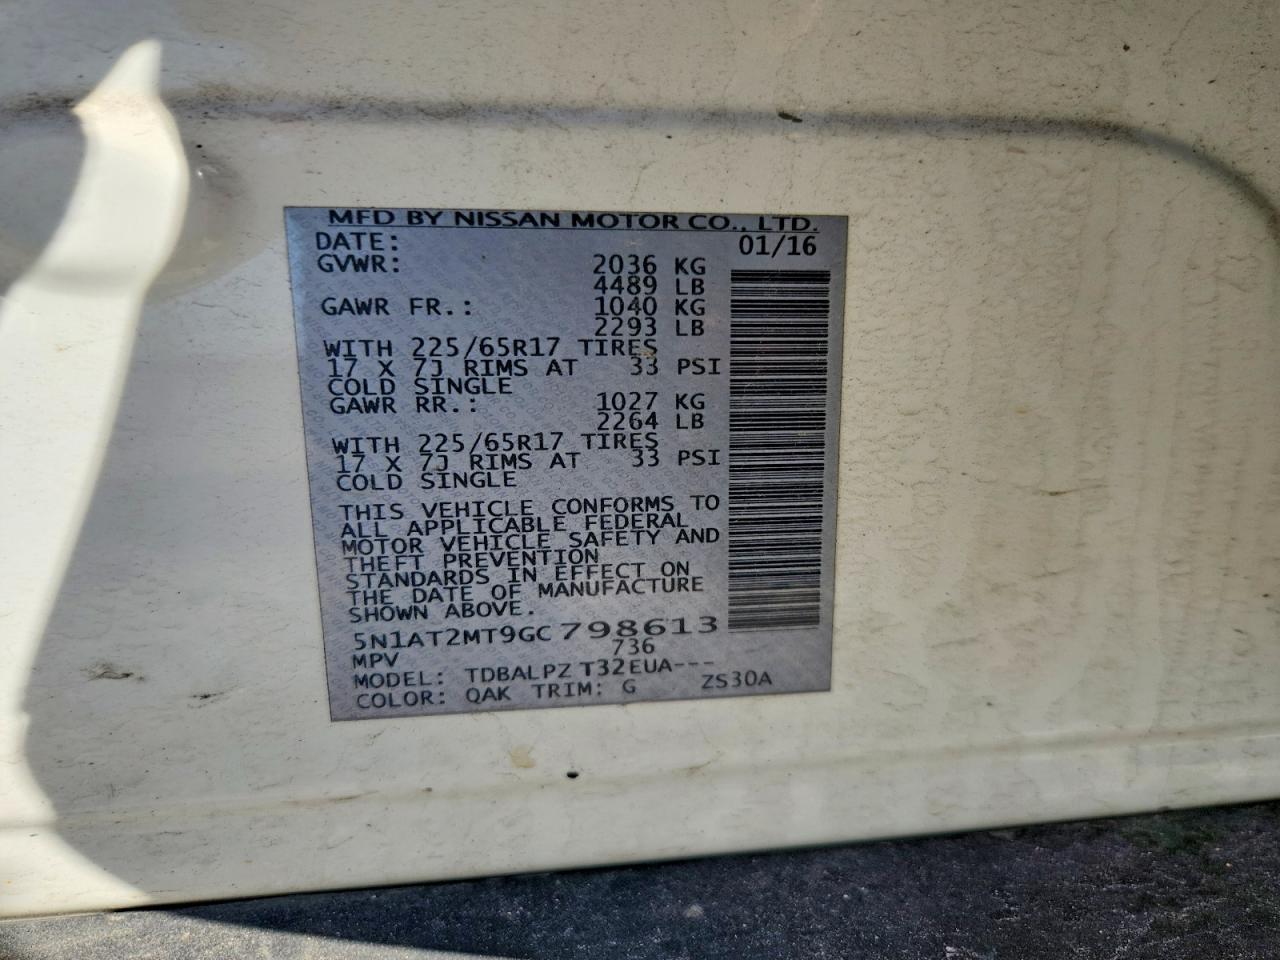 MFD BY NISSAN MOTOR CO., LTD.
DATE: 01/16
GVWR: 2036 KG
4489 LB
GAWR FR.: 1040 KG
2293 LB
WITH 225/65R17 TIRES
17 X 7J RIMS AT 33 PSI
COLD SINGLE
GAWR RR.: 1027 KG
2264 LB
WITH 225/65R17 TIRES
17 X 7J RIMS AT 33 PSI
COLD SINGLE
THIS VEHICLE CONFORMS TO
ALL APPLICABLE FEDERAL
MOTOR VEHICLE SAFETY AND
THEFT PREVENTION
STANDARDS IN EFFECT ON
THE DATE OF MANUFACTURE
SHOWN ABOVE.
5N1AT2MT9GC798613
MPV 736
MODEL: TDBALPZ T32EUA---
COLOR: QAK TRIM: G ZS30A